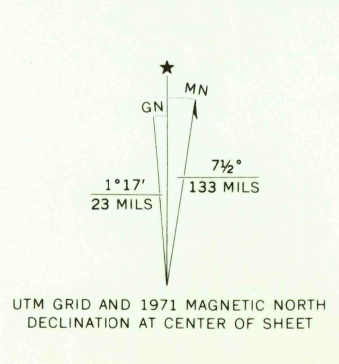 ★
MN
GN
1°17′
23 MILS
7½°
133 MILS
UTM GRID AND 1971 MAGNETIC NORTH
DECLINATION AT CENTER OF SHEET